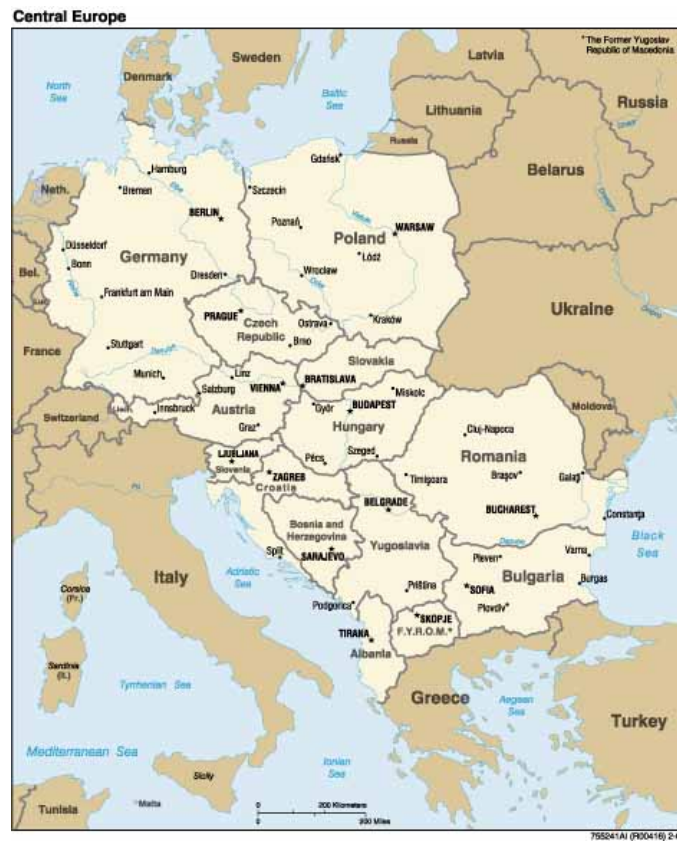 Central Europe
* The Former Yugoslav
Republic of Macedonia
Sweden
Latvia
Denmark
North
Sea
Baltic
Sea
Lithuania
Russia
Russia
Gdańsk
Belarus
Hamburg
Neth.
Bremen
Elbe
Szczecin
BERLIN
Poznań
WARSAW
Poland
Düsseldorf
Germany
Łódź
Bonn
Bel.
Dresden
Wrocław
Oder
Frankfurt am Main
Rhine
Ukraine
PRAGUE
Czech
Republic
Ostrava
Kraków
Brno
Stuttgart
France
Slovakia
Munich
Linz
VIENNA
BRATISLAVA
Salzburg
Miskolc
Switzerland
Innsbruck
Austria
Győr
BUDAPEST
Moldova
Graz
Hungary
Cluj-Napoca
LJUBLJANA
Slovenia
Pécs
Szeged
Romania
ZAGREB
Croatia
Timişoara
Braşov
Galaţi
Po
BELGRADE
BUCHAREST
Constanţa
Bosnia and
Herzegovina
SARAJEVO
Yugoslavia
Black
Sea
Split
Pleven
Varna
Italy
Adriatic
Sea
Priština
SOFIA
Bulgaria
Burgas
Corsica
(Fr.)
Podgorica
Plovdiv
SKOPJE
F.Y.R.O.M.*
TIRANA
Albania
Sardinia
(It.)
Tyrrhenian Sea
Greece
Aegean
Sea
Turkey
Mediterranean Sea
Ionian
Sea
Sicily
Tunisia
Malta
0 200 Kilometers
0